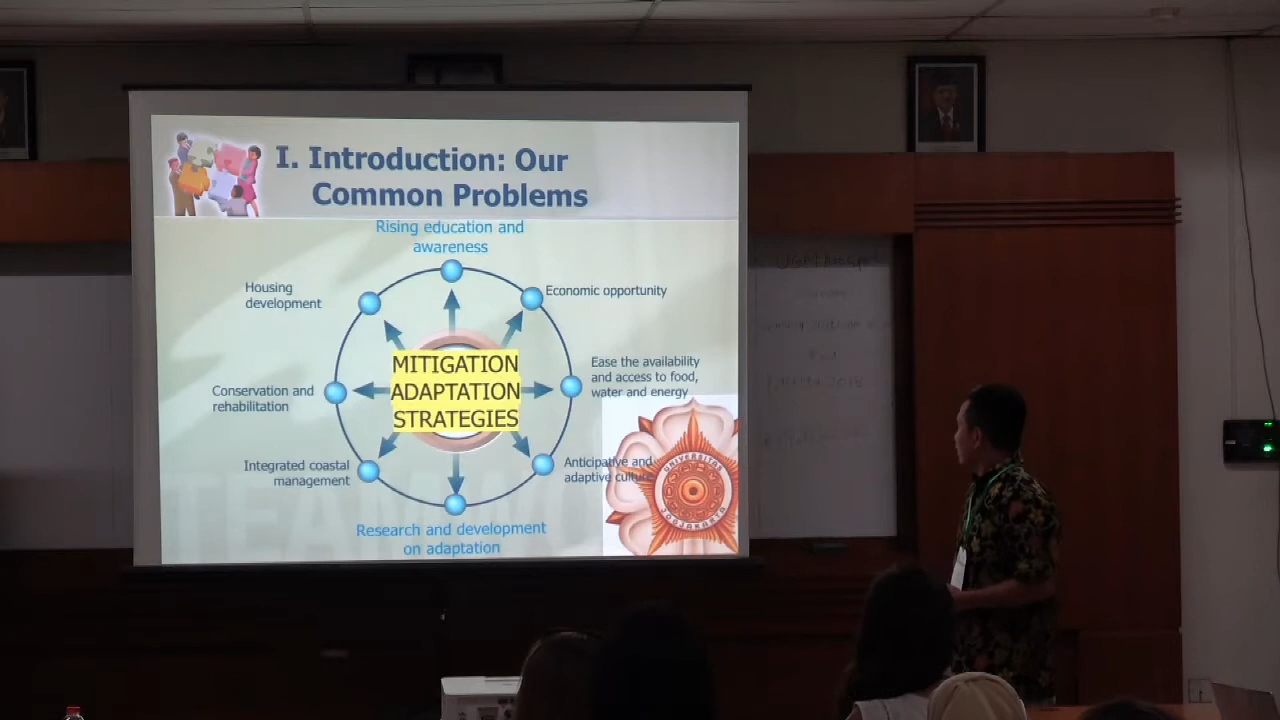 I. Introduction: Our
Common Problems
Rising education and
awareness
Housing
development
Economic opportunity
MITIGATION
ADAPTATION
STRATEGIES
Ease the availability
and access to food,
water and energy
Conservation and
rehabilitation
Integrated coastal
management
Anticipative and
adaptive culture
UNIVERSITAS
JOGJAKARTA
Research and development
on adaptation